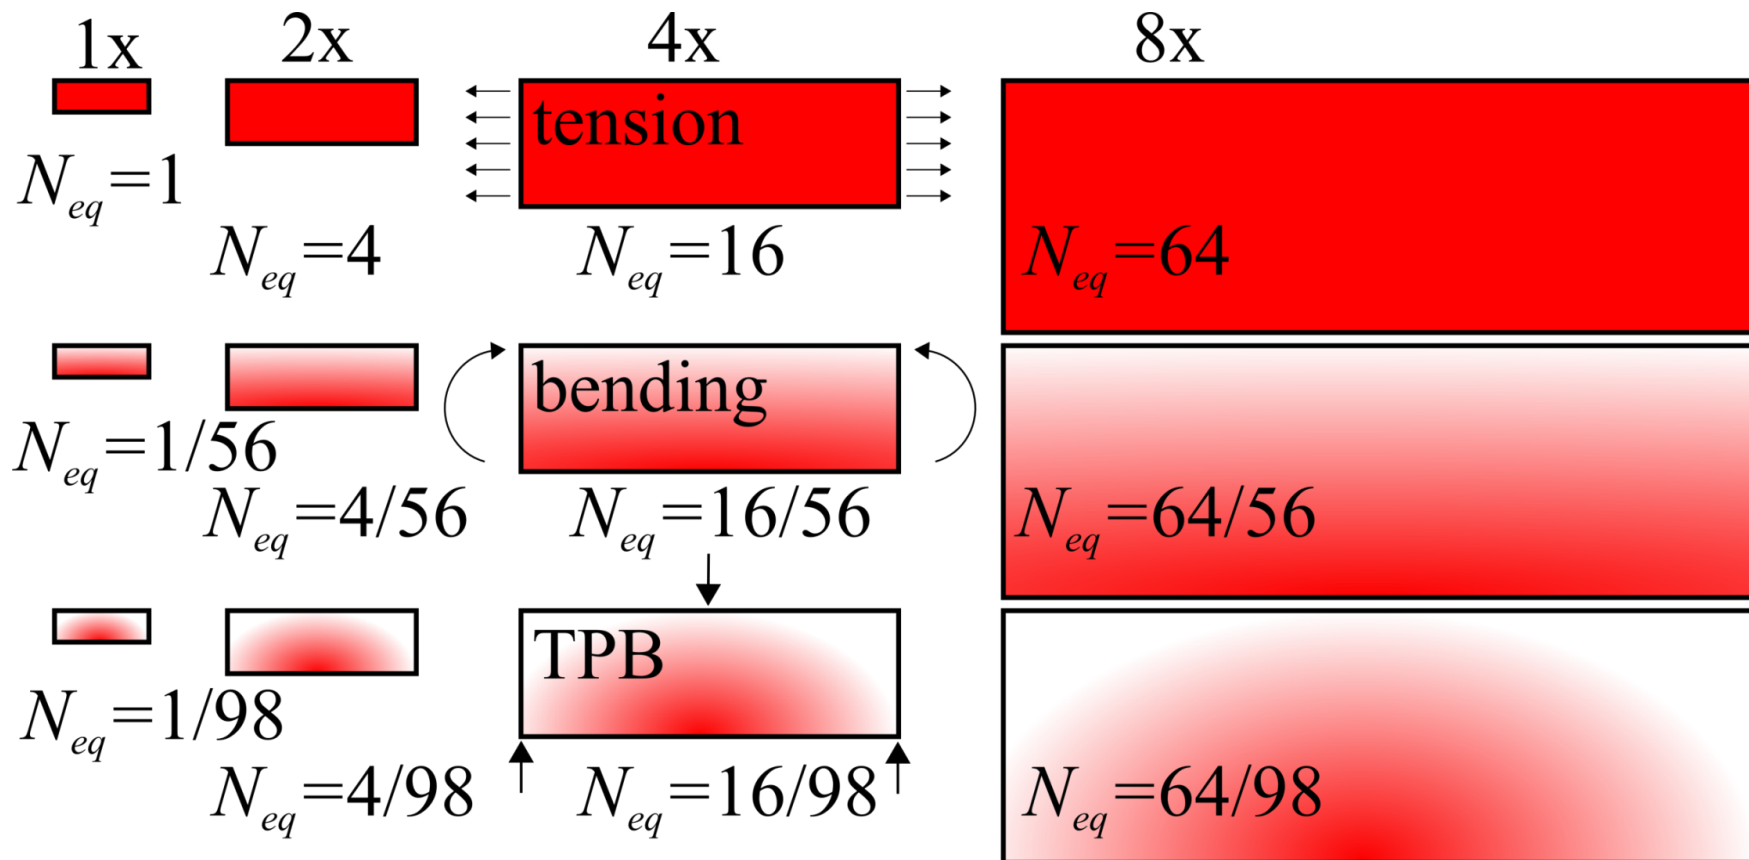 1x 2x 4x 8x
tension
N_eq=1
N_eq=4 N_eq=16 N_eq=64
bending
N_eq=1/56
N_eq=4/56 N_eq=16/56 N_eq=64/56
TPB
N_eq=1/98
N_eq=4/98 N_eq=16/98 N_eq=64/98